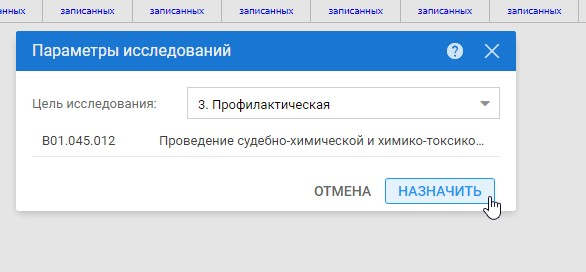 записанных записанных записанных записанных записанных записанных записанных
Параметры исследований
Цель исследования: 3. Профилактическая
B01.045.012 Проведение судебно-химической и химико-токсико...
ОТМЕНА НАЗНАЧИТЬ